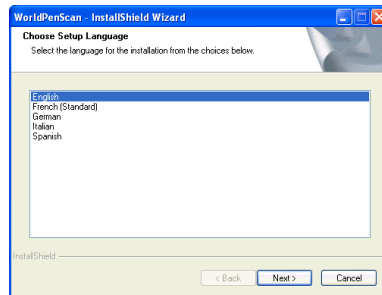 WorldPenScan - InstallShield Wizard
Choose Setup Language
Select the language for the installation from the choices below.
English
French (Standard)
German
Italian
Spanish
InstallShield
< Back
Next >
Cancel